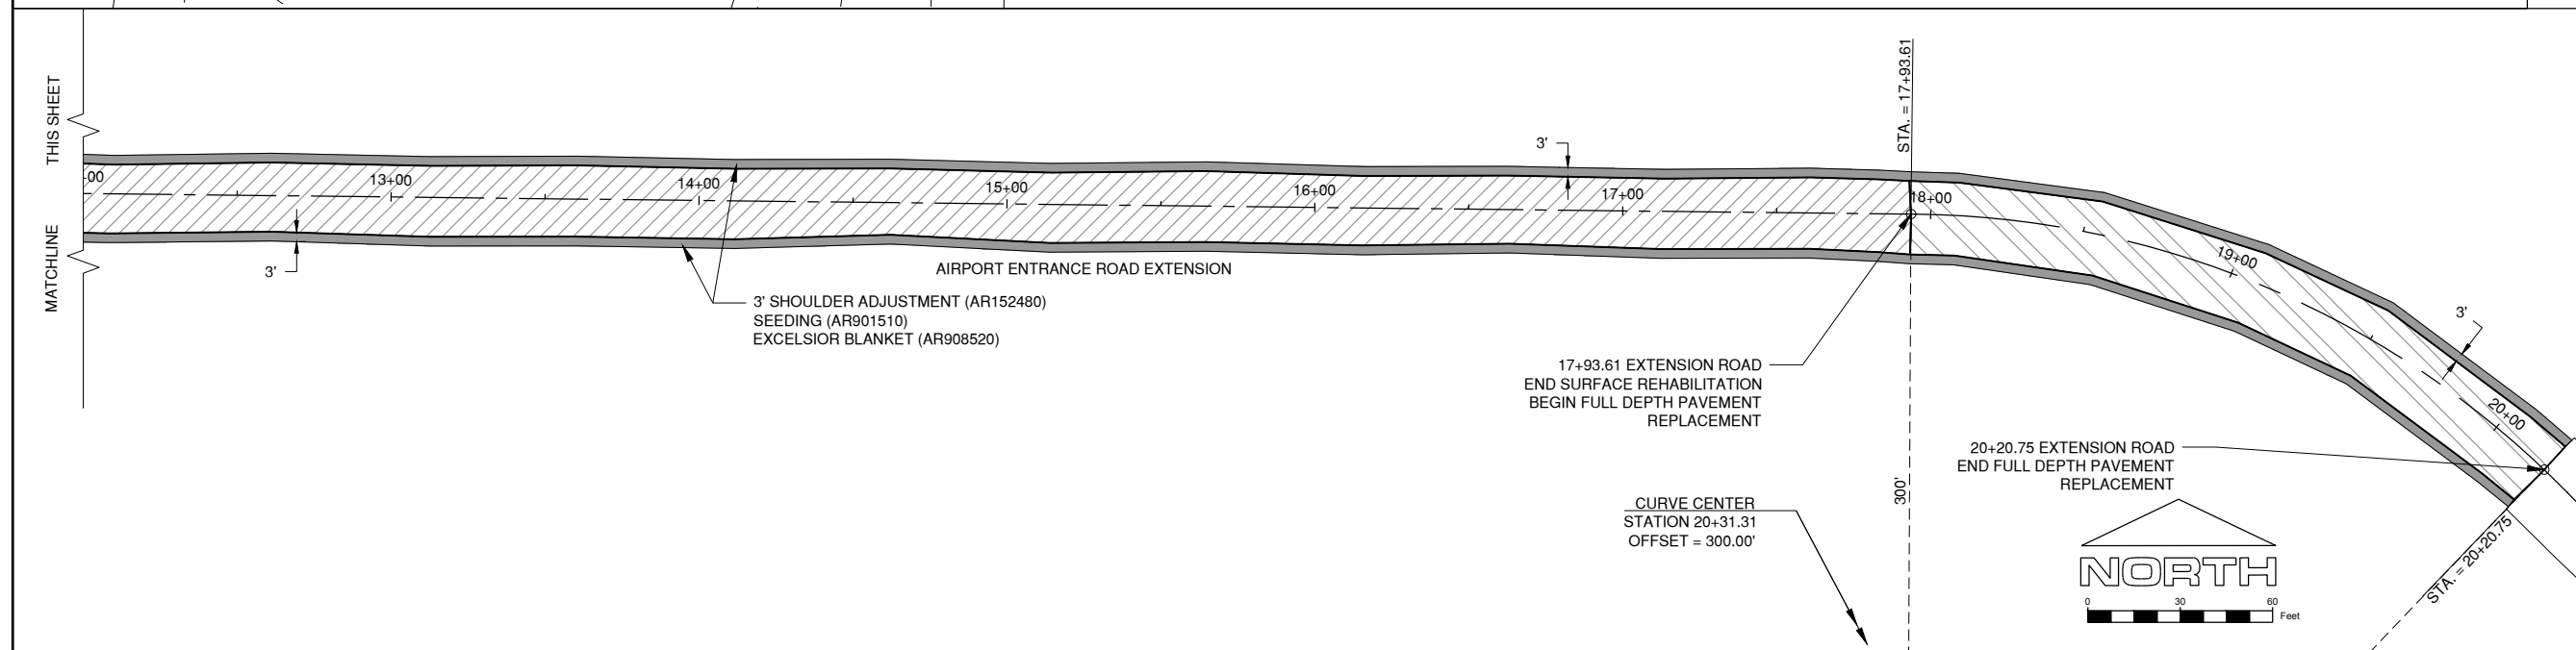 THIS SHEET
MATCHLINE
-00
13+00
14+00
15+00
16+00
17+00
18+00
19+00
20+00
3'
3'
3'
STA. = 17+93.61
AIRPORT ENTRANCE ROAD EXTENSION
3' SHOULDER ADJUSTMENT (AR152480)
SEEDING (AR901510)
EXCELSIOR BLANKET (AR908520)
17+93.61 EXTENSION ROAD
END SURFACE REHABILITATION
BEGIN FULL DEPTH PAVEMENT
REPLACEMENT
20+20.75 EXTENSION ROAD
END FULL DEPTH PAVEMENT
REPLACEMENT
300'
CURVE CENTER
STATION 20+31.31
OFFSET = 300.00'
STA. = 20+20.75
NORTH
0 30 60
Feet